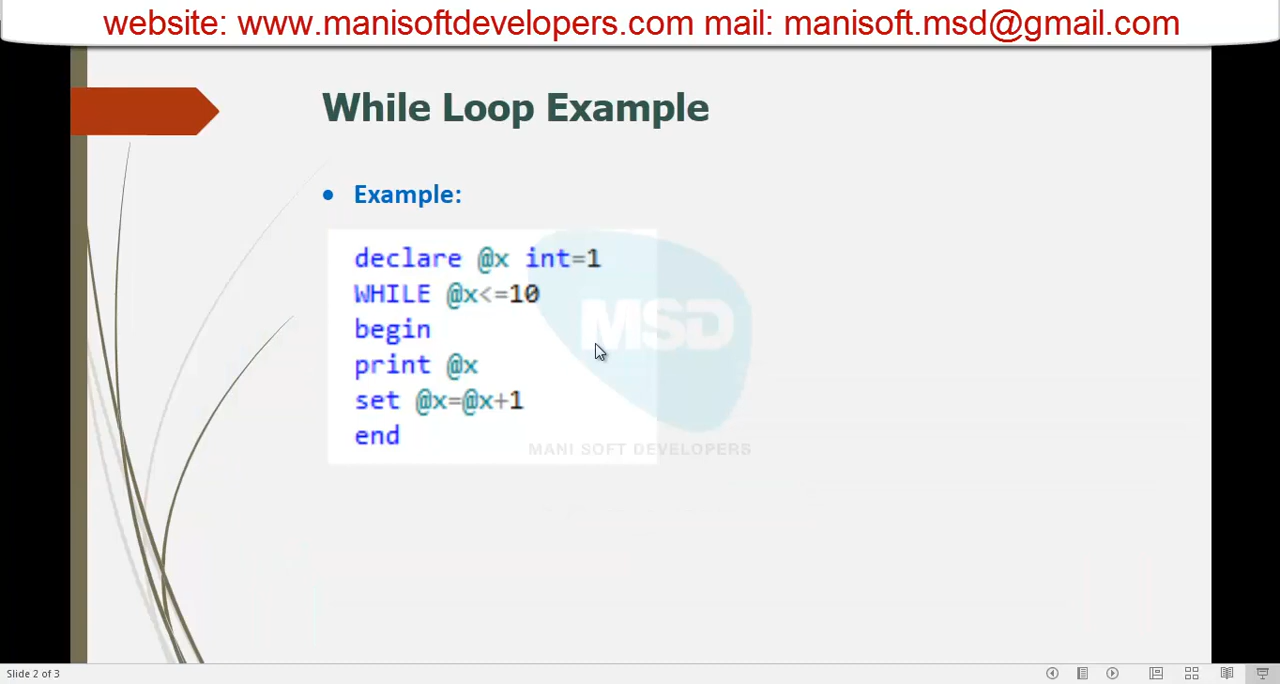 website: www.manisoftdevelopers.com mail: manisoft.msd@gmail.com
While Loop Example
• Example:
declare @x int=1
WHILE @x<=10
begin
print @x
set @x=@x+1
end
MSD
MANI SOFT DEVELOPERS
Slide 2 of 3